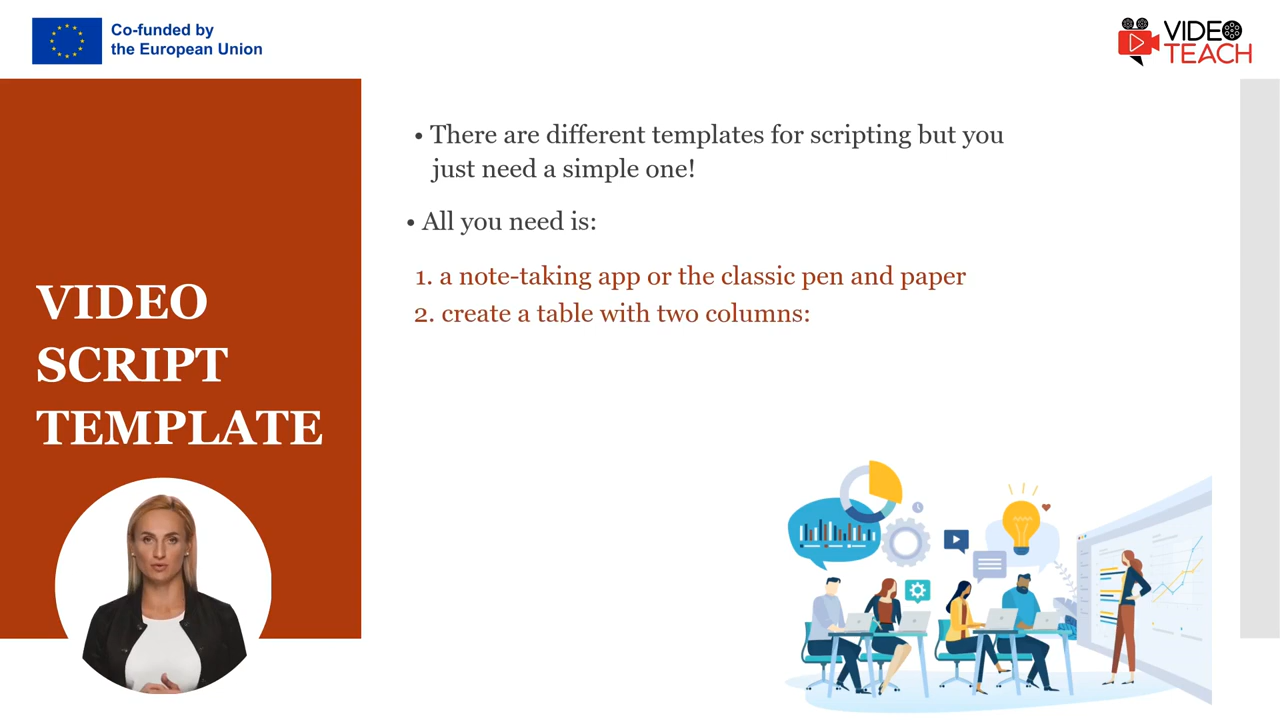 Co-funded by
the European Union
VIDEO
TEACH
• There are different templates for scripting but you
just need a simple one!
• All you need is:
1. a note-taking app or the classic pen and paper
2. create a table with two columns:
VIDEO
SCRIPT
TEMPLATE